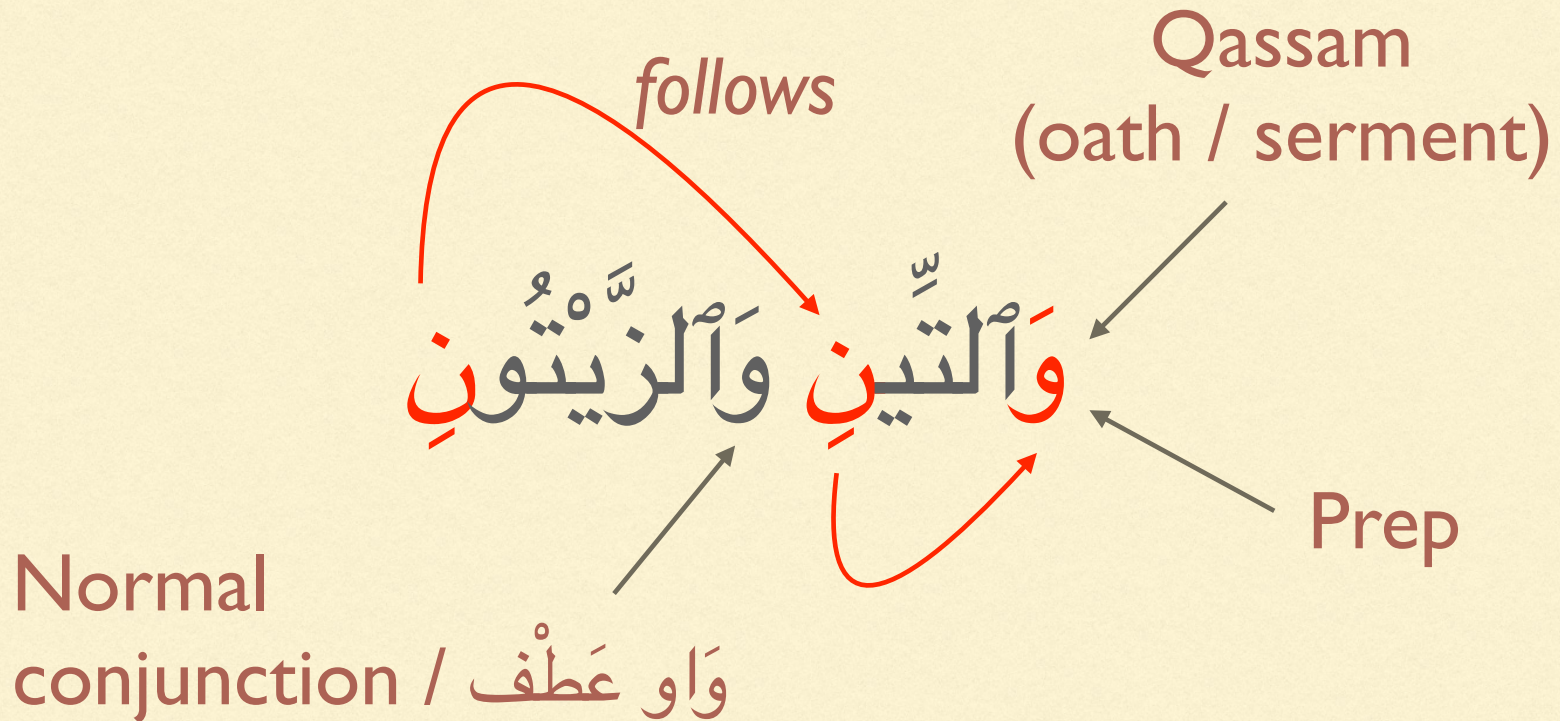 Qassam
(oath / serment)
follows
وَٱلتِّينِ وَٱلزَّيْتُونِ
Prep
Normal
conjunction / وَاو عَطْف